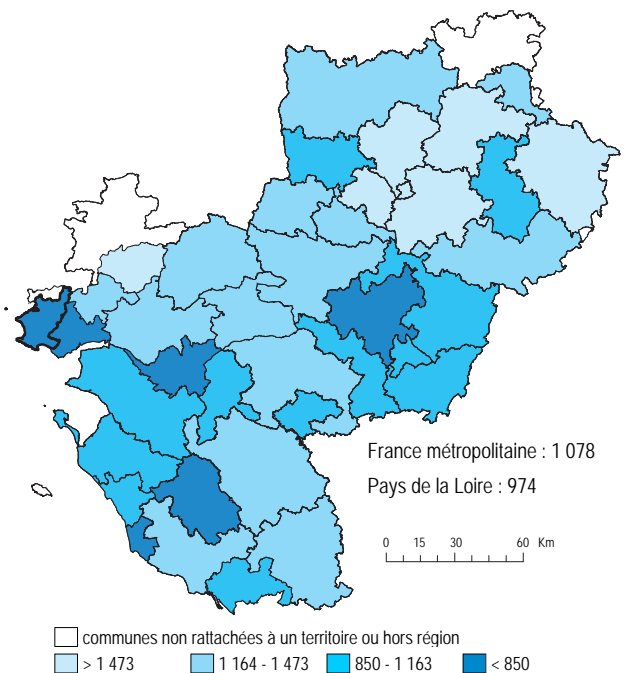 France métropolitaine : 1 078
Pays de la Loire : 974
0 15 30 60 Km
communes non rattachées à un territoire ou hors région
> 1 473 1 164 - 1 473 850 - 1 163 < 850